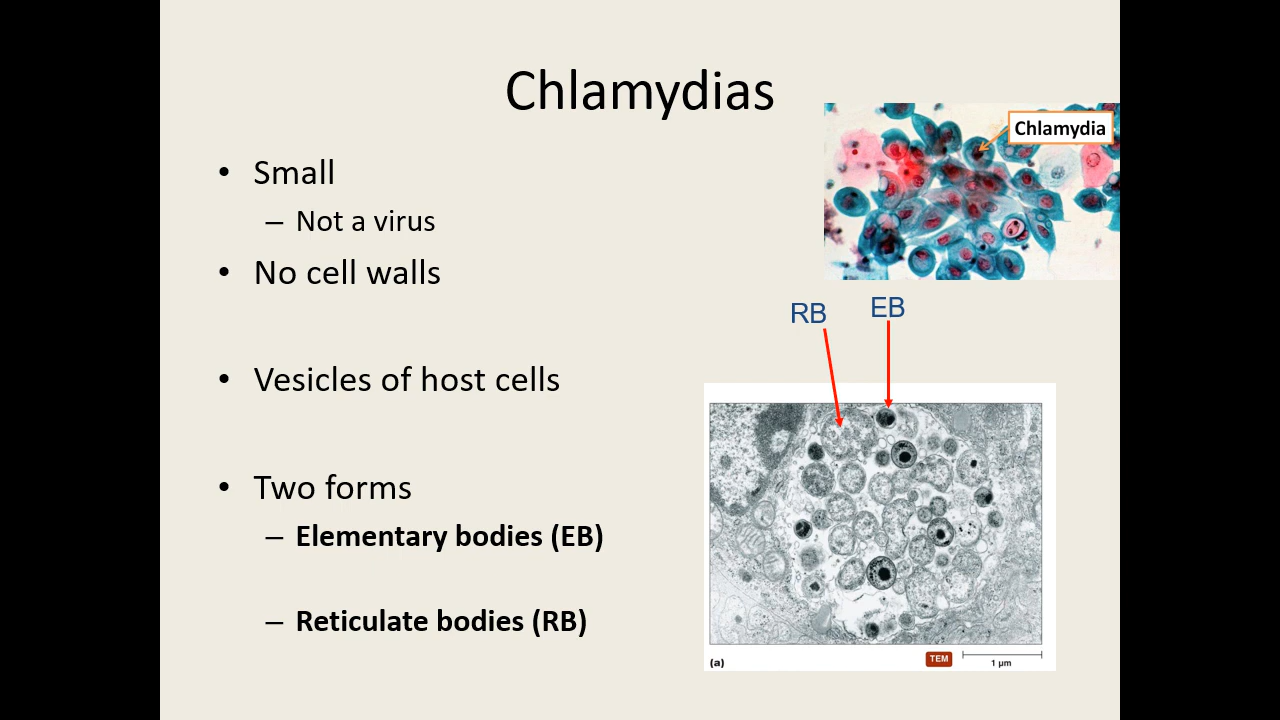 Chlamydias
• Small
– Not a virus
• No cell walls
• Vesicles of host cells
• Two forms
– Elementary bodies (EB)
– Reticulate bodies (RB)
Chlamydia
RB
EB
(a)
TEM
1 µm